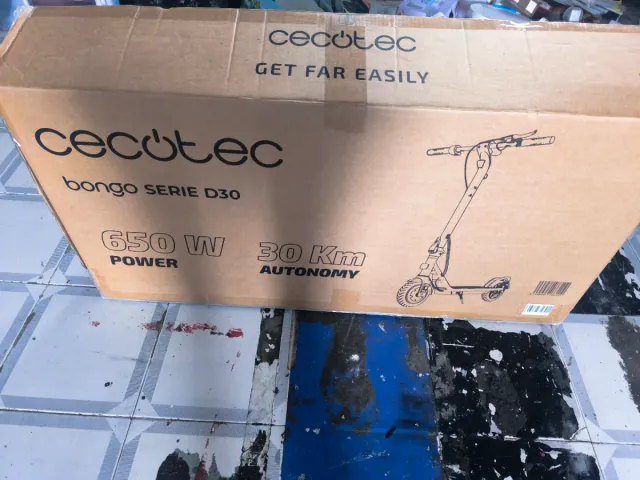 cecotec
GET FAR EASILY
cecotec
bongo SERIE D30
650 W
POWER
30 Km
AUTONOMY